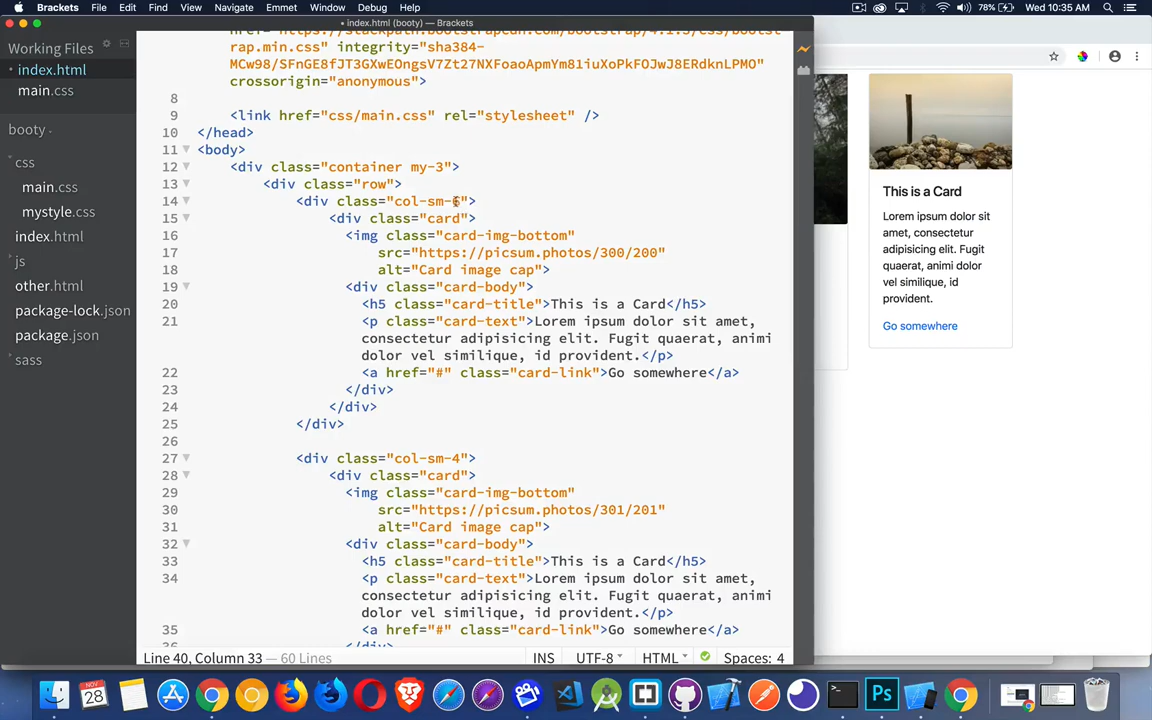 Brackets File Edit Find View Navigate Emmet Window Debug Help 78% Wed 10:35 AM
• index.html (booty) — Brackets
Working Files
• index.html
main.css
booty
css
main.css
mystyle.css
index.html
js
other.html
package-lock.json
package.json
sass
rap.min.css" integrity="sha384-
MCw98/SFnGE8fJT3GXwEOngsV7Zt27NXFoaoApmYm81iuXoPkFOJwJ8ERdknLPMO"
crossorigin="anonymous">
8
9 <link href="css/main.css" rel="stylesheet" />
10 </head>
11 <body>
12 <div class="container my-3">
13 <div class="row">
14 <div class="col-sm-6">
15 <div class="card">
16 <img class="card-img-bottom"
17 src="https://picsum.photos/300/200"
18 alt="Card image cap">
19 <div class="card-body">
20 <h5 class="card-title">This is a Card</h5>
21 <p class="card-text">Lorem ipsum dolor sit amet,
consectetur adipisicing elit. Fugit quaerat, animi
dolor vel similique, id provident.</p>
22 <a href="#" class="card-link">Go somewhere</a>
23 </div>
24 </div>
25 </div>
26
27 <div class="col-sm-4">
28 <div class="card">
29 <img class="card-img-bottom"
30 src="https://picsum.photos/301/201"
31 alt="Card image cap">
32 <div class="card-body">
33 <h5 class="card-title">This is a Card</h5>
34 <p class="card-text">Lorem ipsum dolor sit amet,
consectetur adipisicing elit. Fugit quaerat, animi
dolor vel similique, id provident.</p>
35 <a href="#" class="card-link">Go somewhere</a>
Line 40, Column 33 — 60 Lines INS UTF-8 HTML Spaces: 4
This is a Card
Lorem ipsum dolor sit
amet, consectetur
adipisicing elit. Fugit
quaerat, animi dolor
vel similique, id
provident.
Go somewhere
NOV
28
Ps